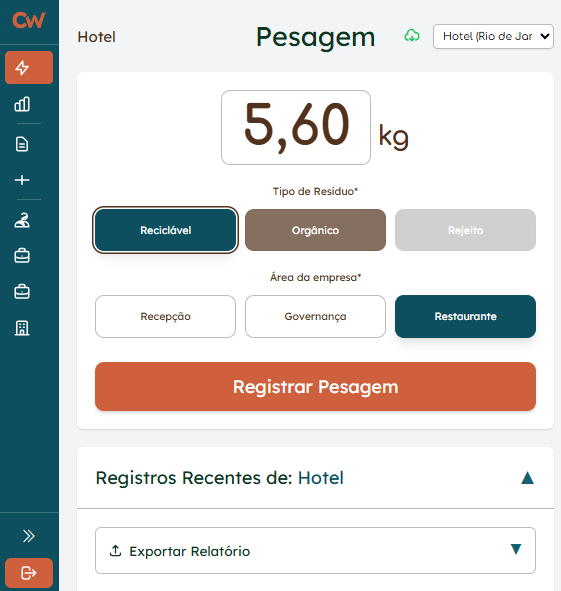 CW
Hotel
Pesagem
Hotel (Rio de Jar
5,60 kg
Tipo de Resíduo*
Reciclável
Orgânico
Rejeito
Área da empresa*
Recepção
Governança
Restaurante
Registrar Pesagem
Registros Recentes de: Hotel
Exportar Relatório